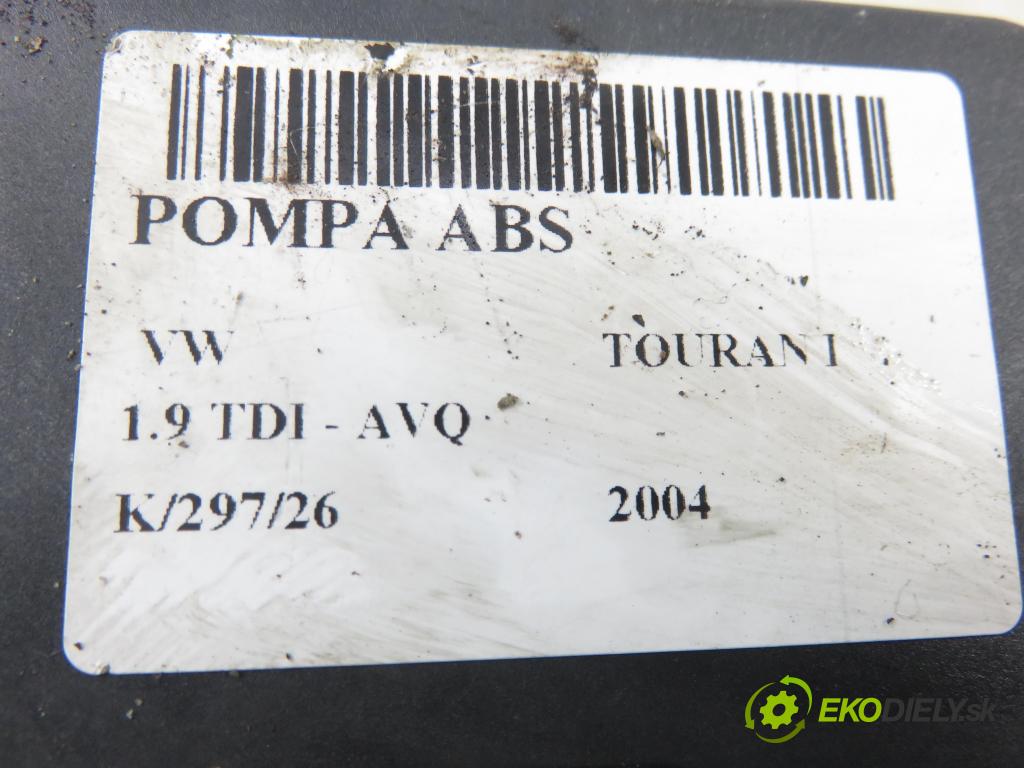 POMPA ABS
VW TOURAN I
1.9 TDI - AVQ
K/297/26 2004
EKODIELY.sk